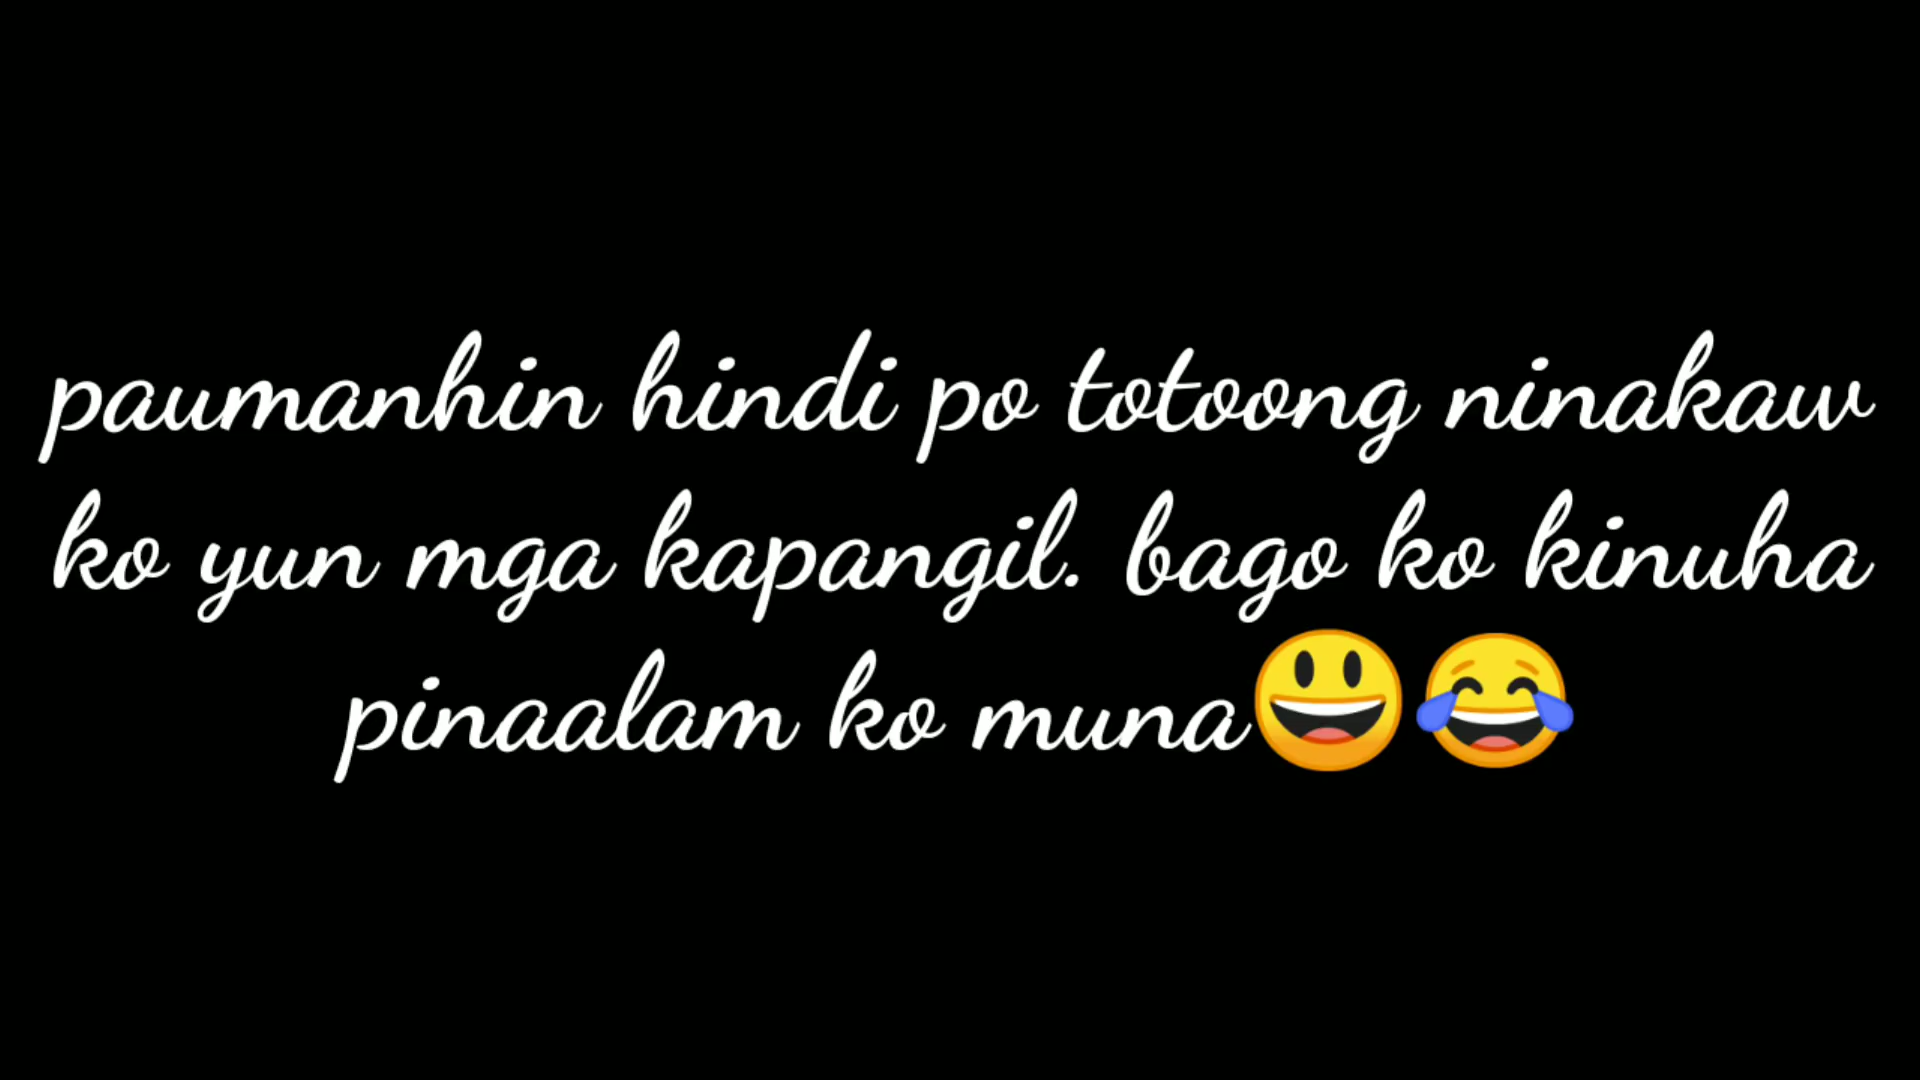 paumanhin hindi po totoong ninakaw
ko yun mga kapangil. bago ko kinuha
pinaalam ko muna😃😂